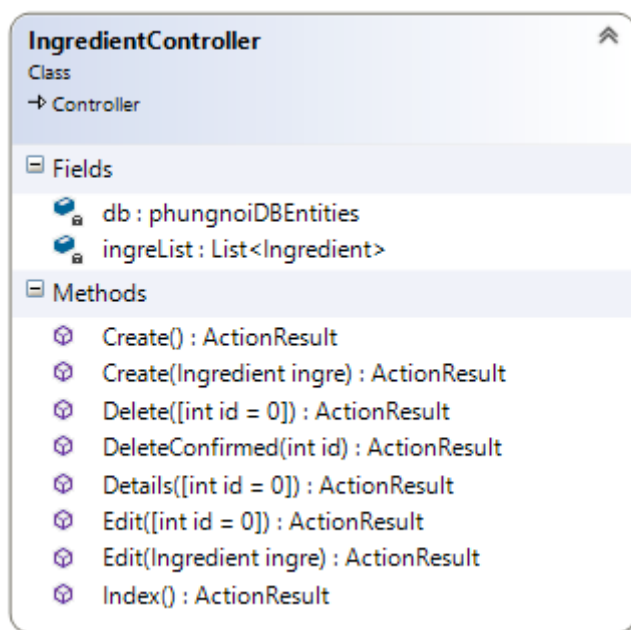 IngredientController
Class
Controller
Fields
db : phungnoiDBEntities
ingreList : List<Ingredient>
Methods
Create() : ActionResult
Create(Ingredient ingre) : ActionResult
Delete([int id = 0]) : ActionResult
DeleteConfirmed(int id) : ActionResult
Details([int id = 0]) : ActionResult
Edit([int id = 0]) : ActionResult
Edit(Ingredient ingre) : ActionResult
Index() : ActionResult